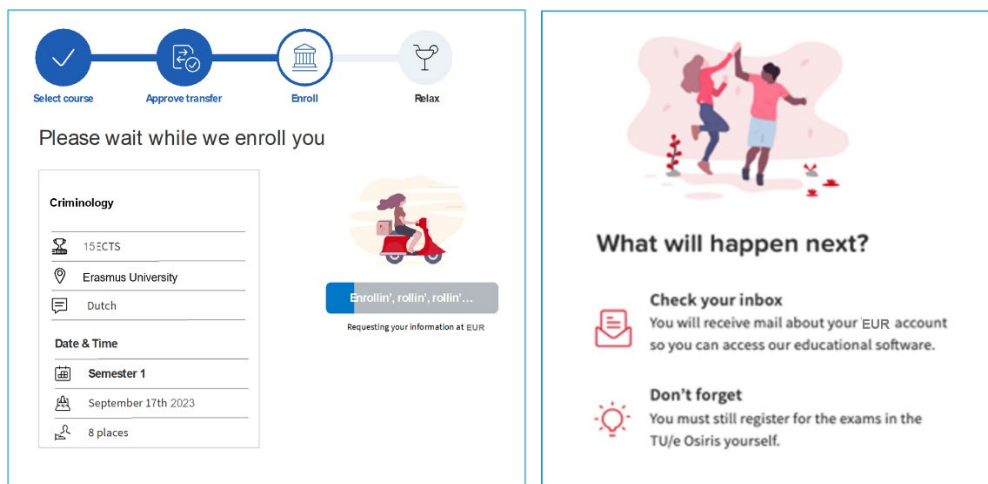 Select course
Approve transfer
Enroll
Relax
Please wait while we enroll you
Criminology
15ECTS
Erasmus University
Dutch
Date & Time
Semester 1
September 17th 2023
8 places
Enrollin’, rollin’, rollin’...
Requesting your information at EUR
What will happen next?
Check your inbox
You will receive mail about your EUR account
so you can access our educational software.
Don’t forget
You must still register for the exams in the
TU/e Osiris yourself.